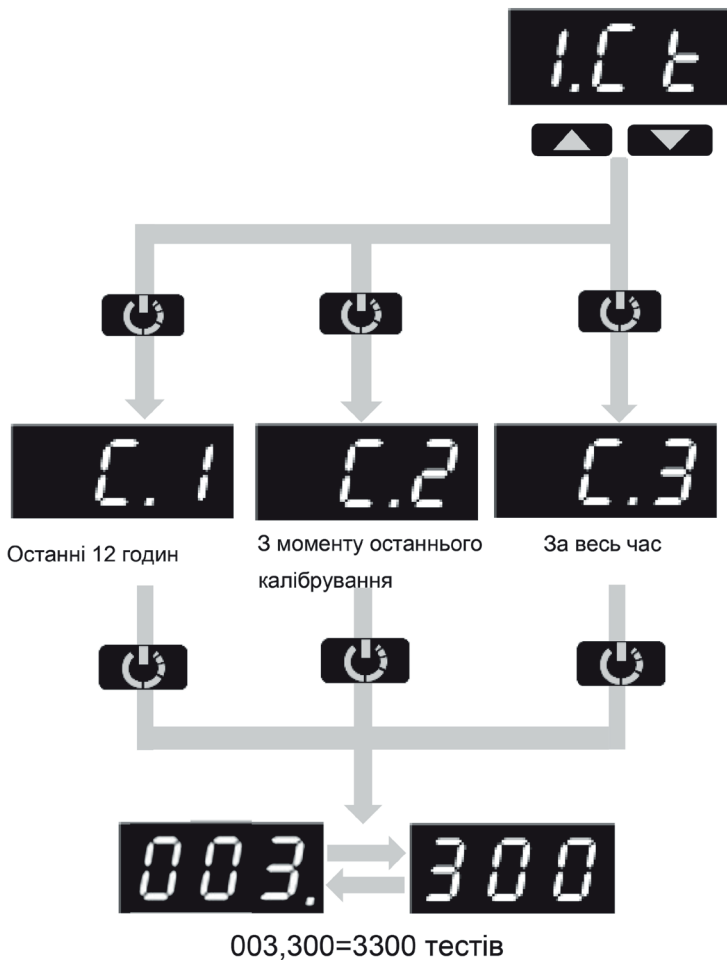 1.Ct
C.1
C.2
C.3
Останні 12 годин
З моменту останнього
калібрування
За весь час
003.
300
003,300=3300 тестів